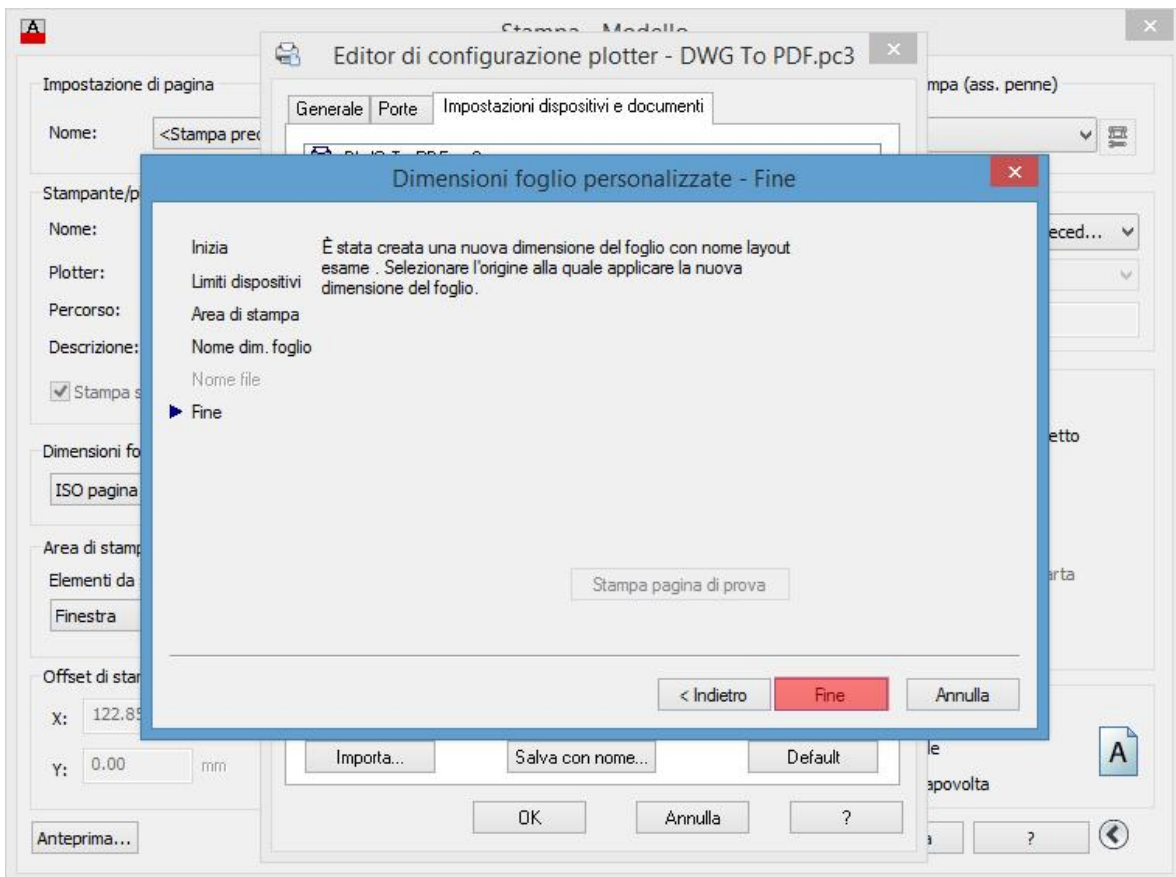 Stampa - Modello
Editor di configurazione plotter - DWG To PDF.pc3
Impostazione di pagina
mpa (ass. penne)
Generale Porte Impostazioni dispositivi e documenti
Nome: <Stampa prec
Dimensioni foglio personalizzate - Fine
Stampante/p
Nome:
eced...
Plotter:
Percorso:
Descrizione:
Stampa s
Inizia
Limiti dispositivi
Area di stampa
Nome dim. foglio
Nome file
Fine
È stata creata una nuova dimensione del foglio con nome layout
esame . Selezionare l'origine alla quale applicare la nuova
dimensione del foglio.
etto
Dimensioni fo
ISO pagina
Area di stamp
Elementi da
Finestra
arta
Stampa pagina di prova
Offset di star
< Indietro Fine Annulla
X: 122.85
Y: 0.00 mm
Importa... Salva con nome... Default
le
apovolta
A
OK Annulla ?
Anteprima...
a ?